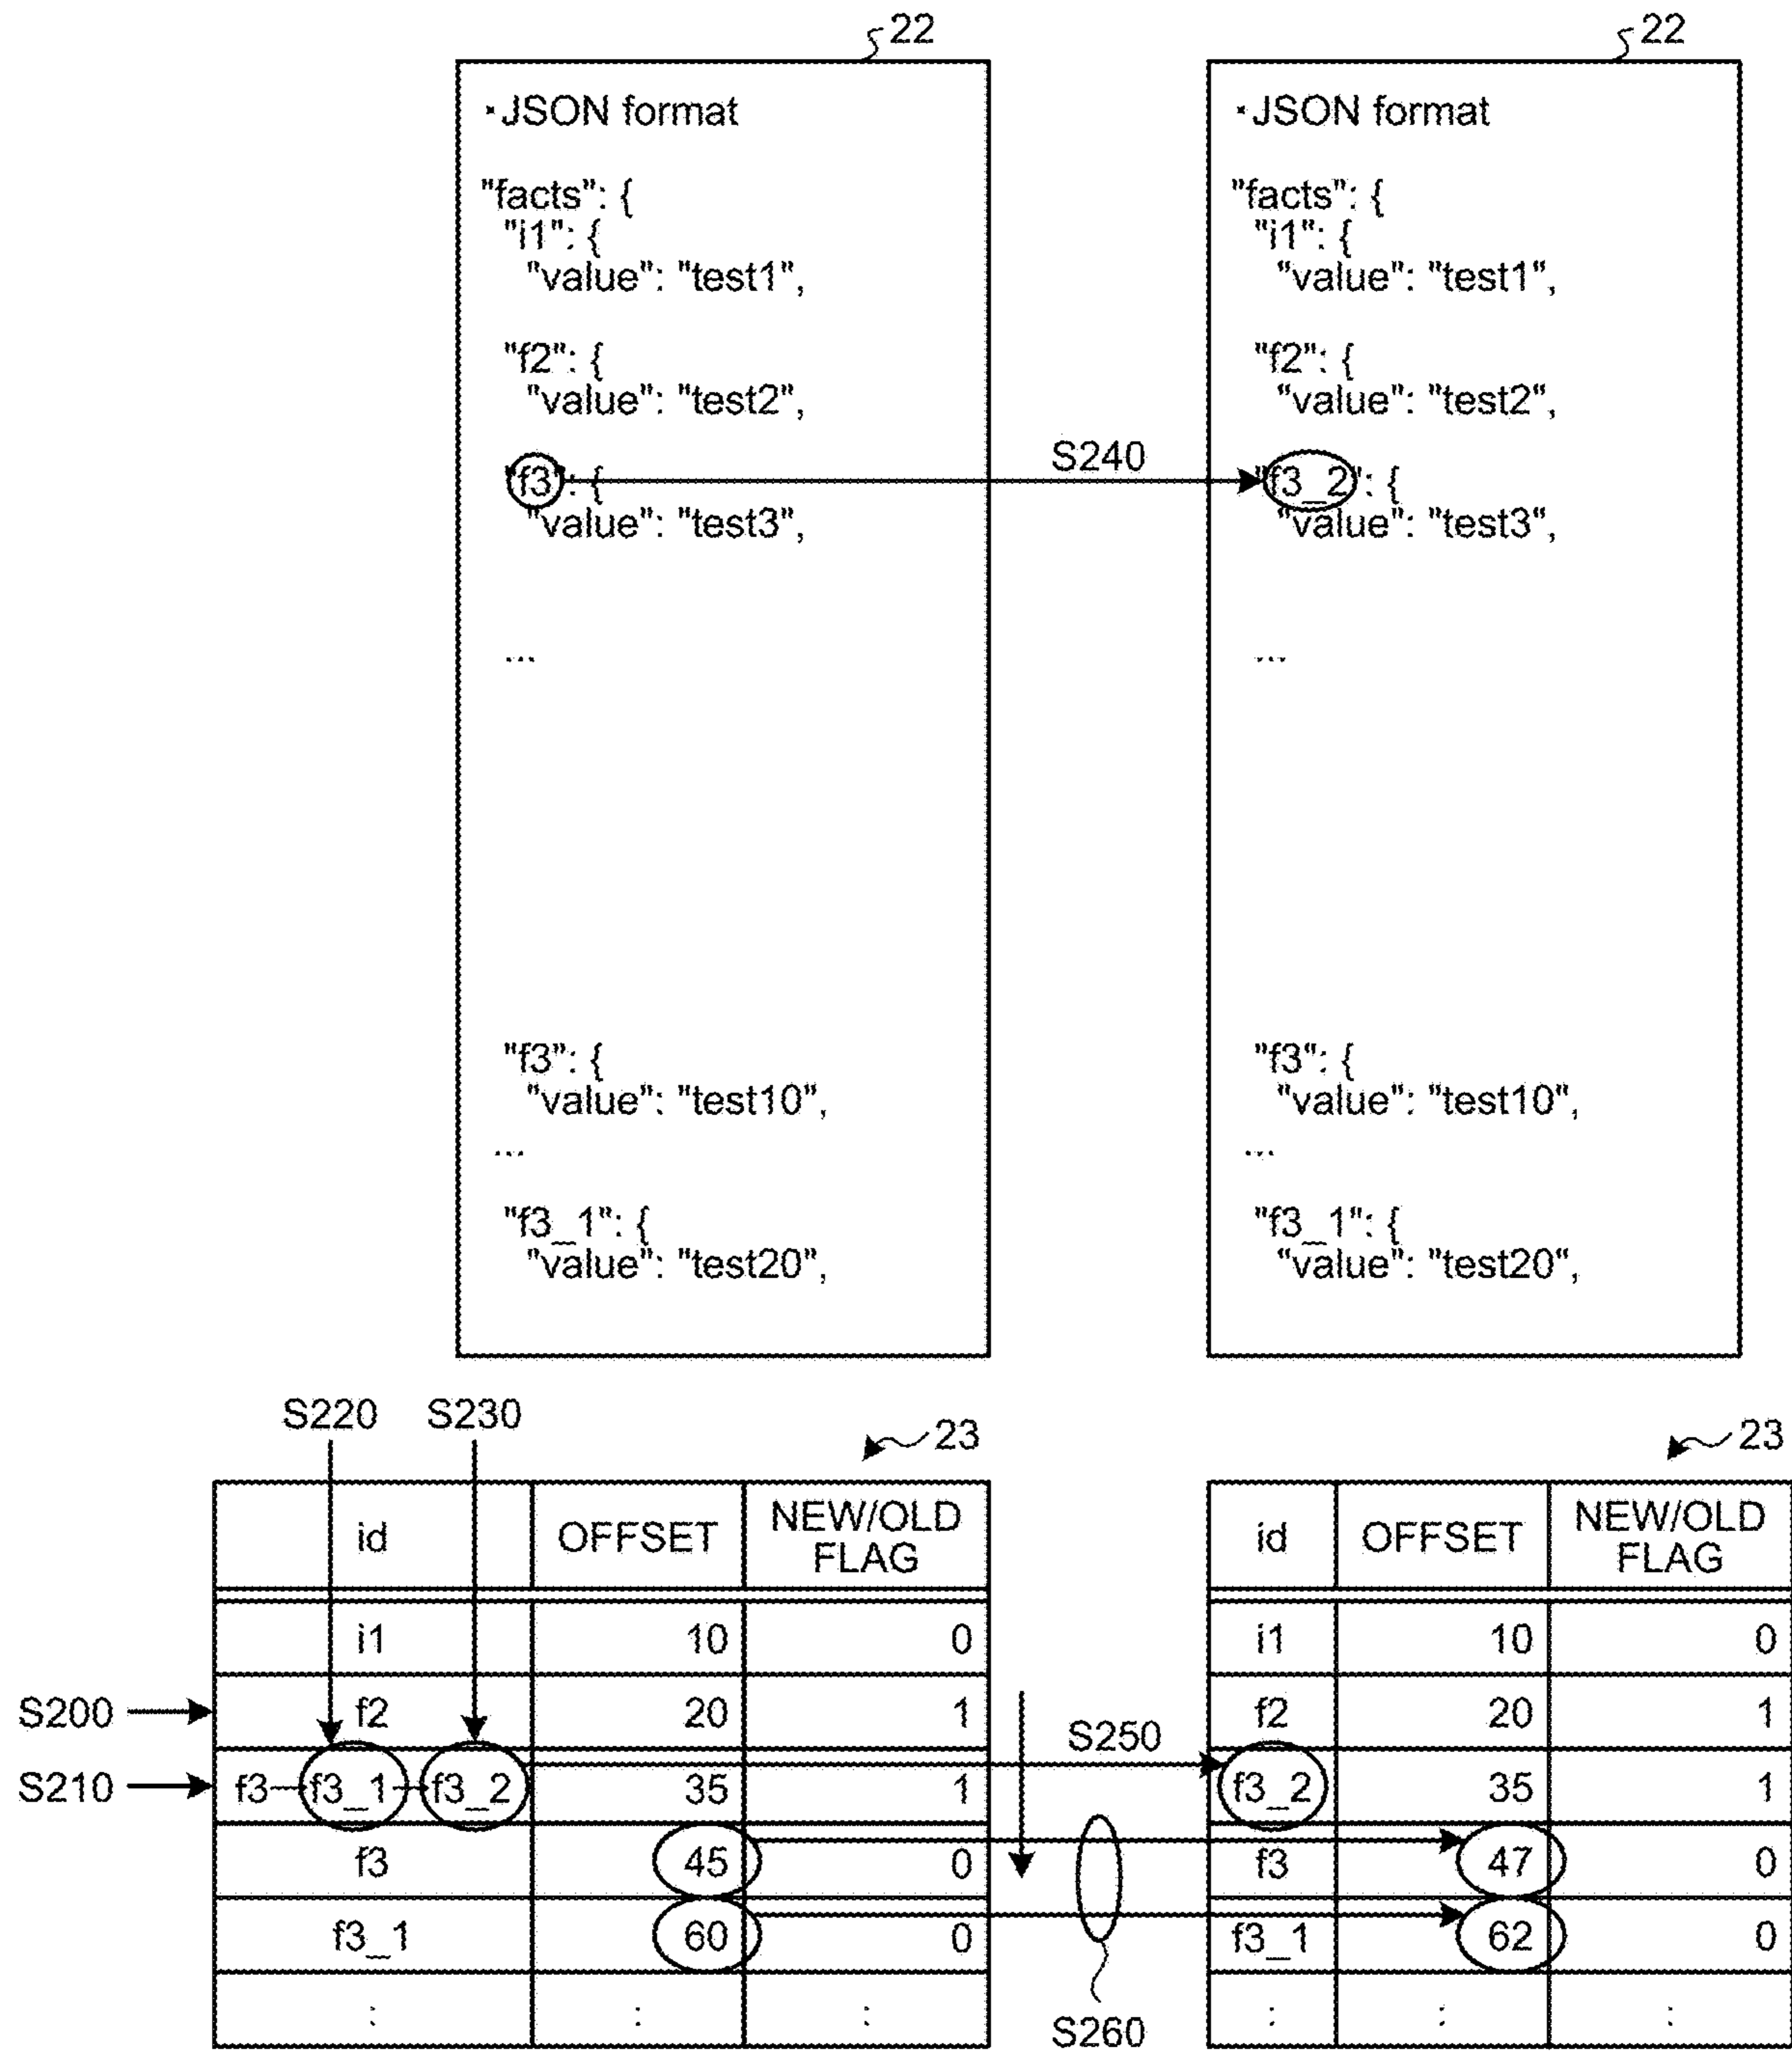 22
・JSON format
"facts": {
"i1": {
"value": "test1",
"f2": {
"value": "test2",
"f3": {
"value": "test3",
...
"f3": {
"value": "test10",
...
"f3_1": {
"value": "test20",
S240
22
・JSON format
"facts": {
"i1": {
"value": "test1",
"f2": {
"value": "test2",
"f3_2": {
"value": "test3",
...
"f3": {
"value": "test10",
...
"f3_1": {
"value": "test20",
S220 S230 23
id OFFSET NEW/OLD
FLAG
i1 10 0
S200 f2 20 1
S210 f3 f3_1 f3_2 35 1
f3 45 0
f3_1 60 0
: : :
S250
S260
23
id OFFSET NEW/OLD
FLAG
i1 10 0
f2 20 1
f3_2 35 1
f3 47 0
f3_1 62 0
: : :